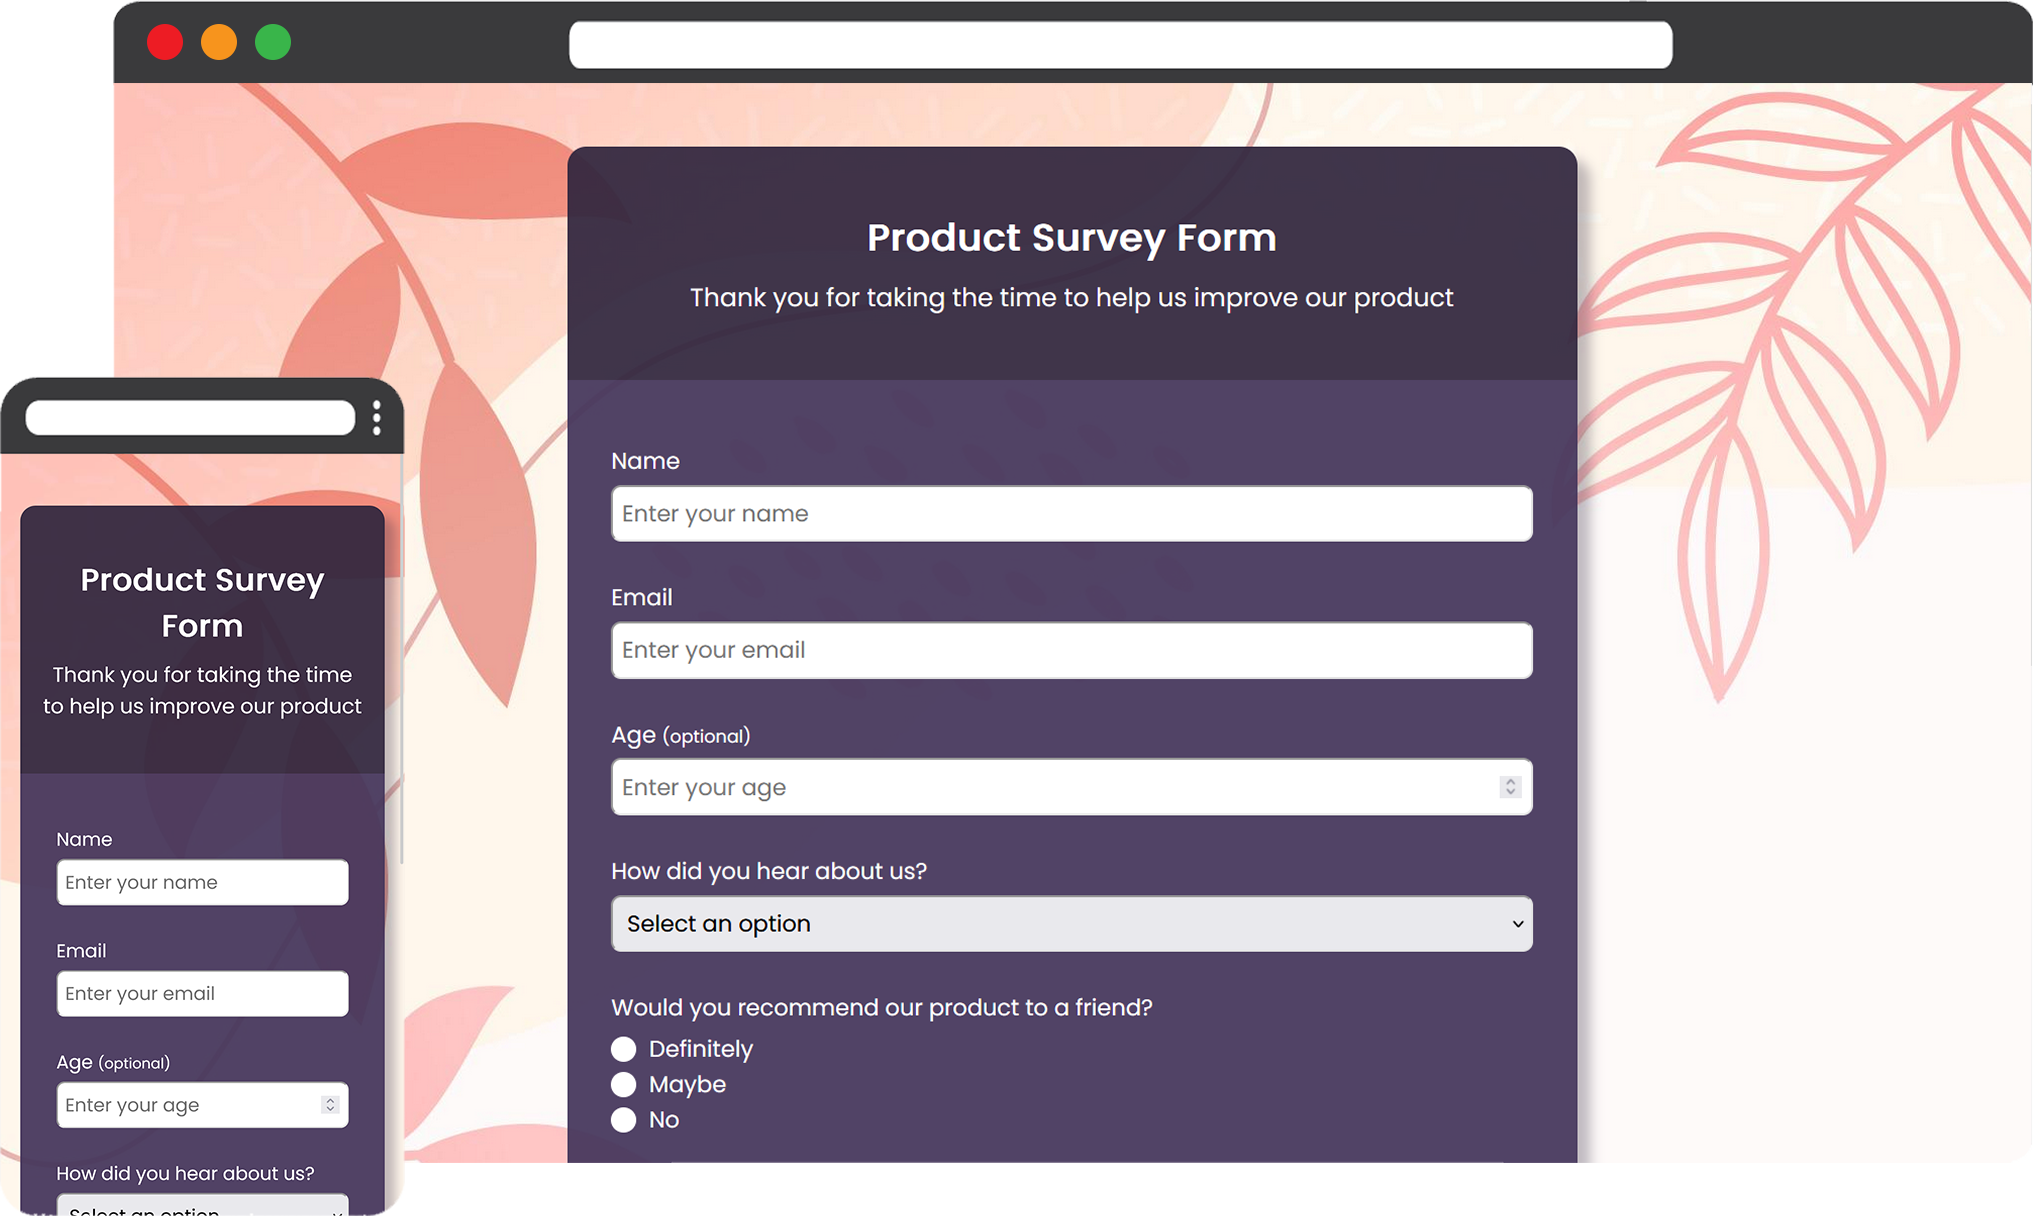 Product Survey Form
Thank you for taking the time to help us improve our product
Name
Enter your name
Email
Enter your email
Age (optional)
Enter your age
How did you hear about us?
Select an option
Would you recommend our product to a friend?
Definitely
Maybe
No
Product Survey
Form
Thank you for taking the time
to help us improve our product
Name
Enter your name
Email
Enter your email
Age (optional)
Enter your age
How did you hear about us?
Select an option